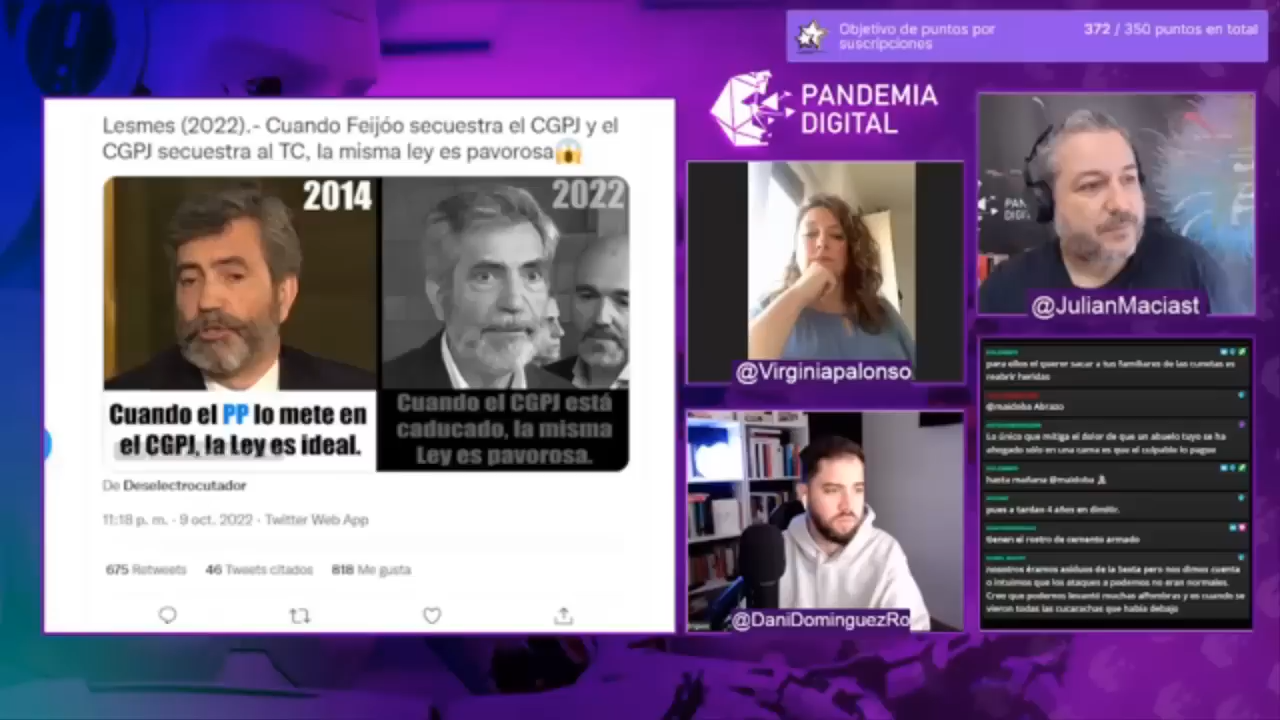 Objetivo de puntos por
suscripciones
372 / 350 puntos en total
PANDEMIA
DIGITAL
Lesmes (2022).- Cuando Feijóo secuestra el CGPJ y el
CGPJ secuestra al TC, la misma ley es pavorosa😱
2014
2022
Cuando el PP lo mete en
el CGPJ, la Ley es ideal.
Cuando el CGPJ está
caducado, la misma
Ley es pavorosa.
De Deselectrocutador
11:18 p. m. · 9 oct. 2022 · Twitter Web App
675 Retweets 46 Tweets citados 818 Me gusta
@Virginiapalonso
@JulianMaciast
PAN
DIGI
@DaniDominguezRo
para ellos el querer sacar a tus familiares de las cunetas es
reabrir heridas
@maidoba Abrazo
Lo único que mitiga el dolor de que un abuelo tuyo se ha
ahogado sólo en una cama es que el culpable lo pague
hasta mañana @maidoba
pues a tardan 4 años en dimitir.
tienen el rostro de cemento armado
nosotros éramos asiduos de la Sexta pero nos dimos cuenta
o intuimos que los ataques a podemos no eran normales.
Creo que podemos levantó muchas alfombras y es cuando se
vieron todas las cucarachas que había debajo